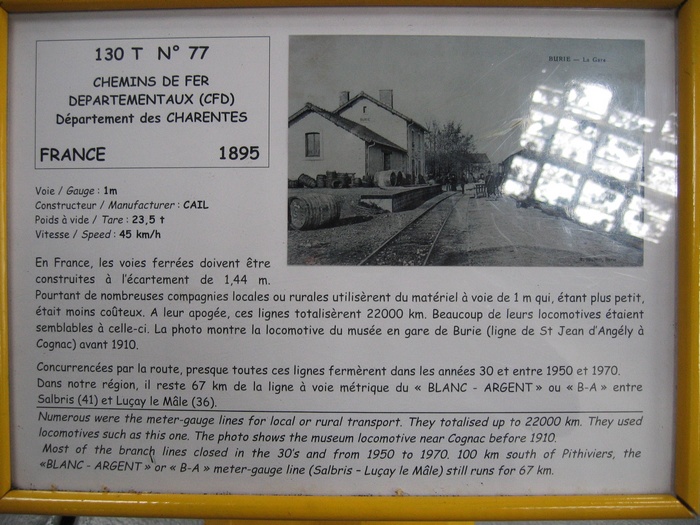 130 T N° 77
CHEMINS DE FER
DEPARTEMENTAUX (CFD)
Département des CHARENTES
FRANCE 1895
BURIE — La Gare
Voie / Gauge : 1m
Constructeur / Manufacturer : CAIL
Poids à vide / Tare : 23,5 t
Vitesse / Speed : 45 km/h
En France, les voies ferrées doivent être
construites à l'écartement de 1,44 m.
Pourtant de nombreuses compagnies locales ou rurales utilisèrent du matériel à voie de 1 m qui, étant plus petit,
était moins coûteux. A leur apogée, ces lignes totalisèrent 22000 km. Beaucoup de leurs locomotives étaient
semblables à celle-ci. La photo montre la locomotive du musée en gare de Burie (ligne de St Jean d'Angély à
Cognac) avant 1910.
Concurrencées par la route, presque toutes ces lignes fermèrent dans les années 30 et entre 1950 et 1970.
Dans notre région, il reste 67 km de la ligne à voie métrique du « BLANC - ARGENT » ou « B-A » entre
Salbris (41) et Luçay le Mâle (36).
Numerous were the meter-gauge lines for local or rural transport. They totalised up to 22000 km. They used
locomotives such as this one. The photo shows the museum locomotive near Cognac before 1910.
Most of the branch lines closed in the 30's and from 1950 to 1970. 100 km south of Pithiviers, the
«BLANC - ARGENT » or « B-A » meter-gauge line (Salbris – Luçay le Mâle) still runs for 67 km.